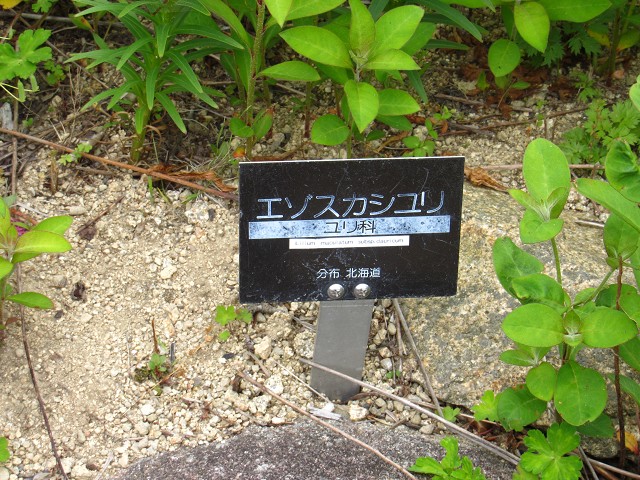 エゾスカシユリ
ユリ科
分布 北海道